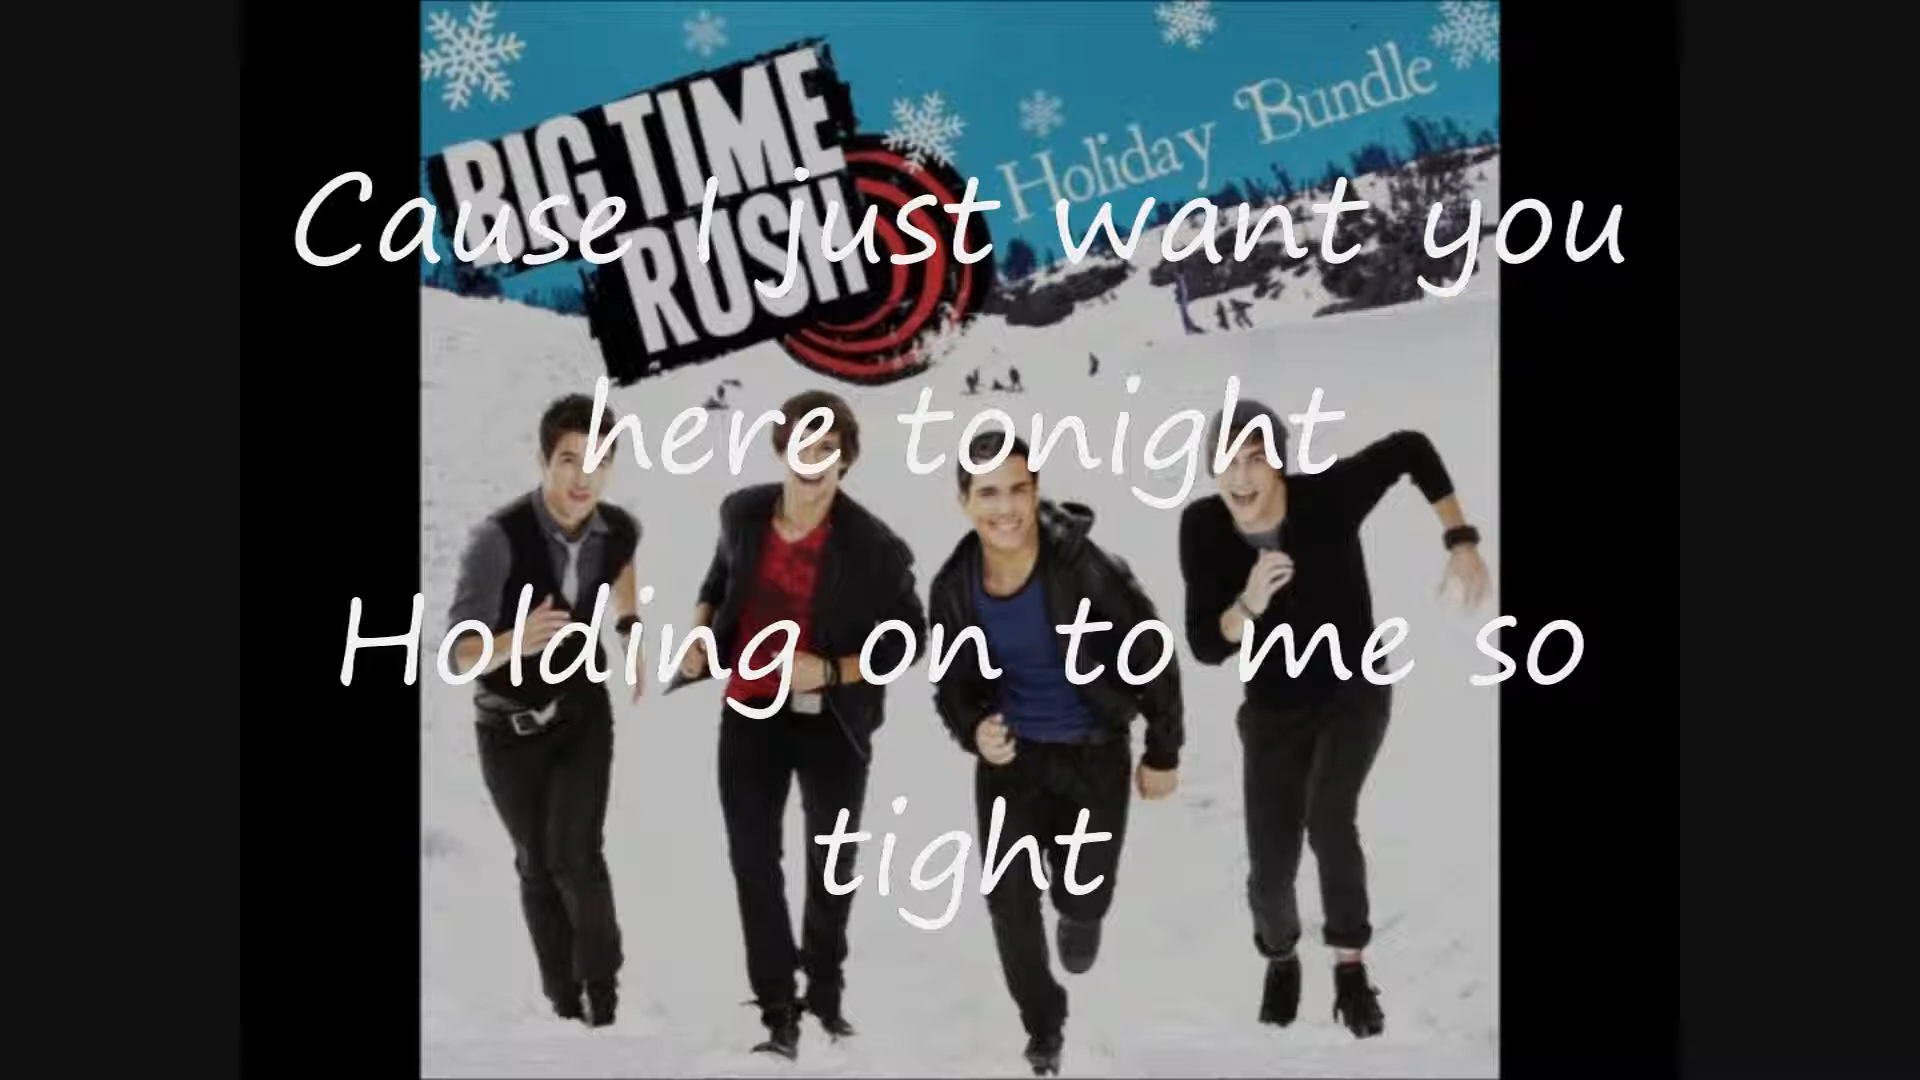 BIG TIME
RUSH
Holiday Bundle
Cause I just want you
here tonight
Holding on to me so
tight